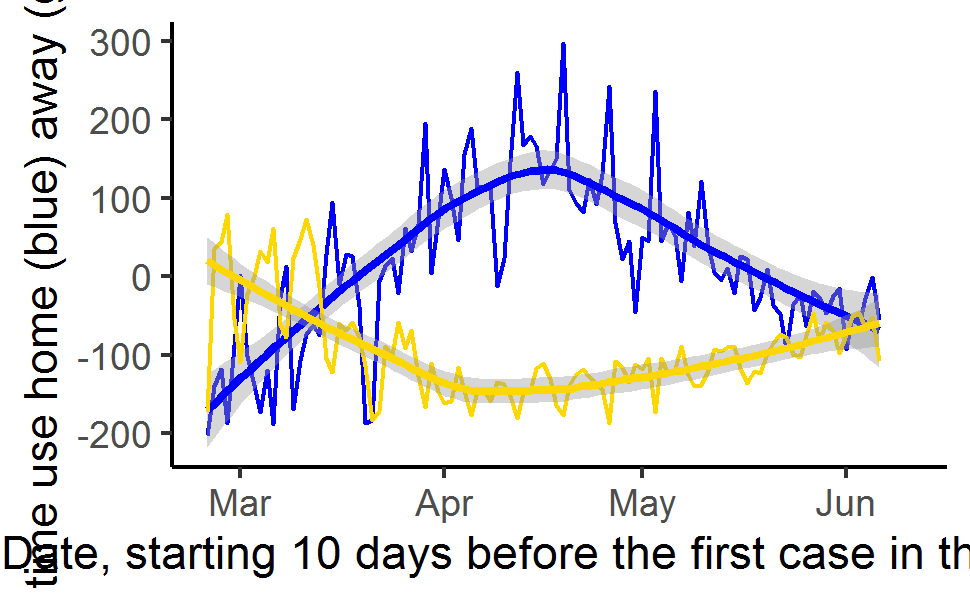 time use home (blue) away (
300
200
100
0
-100
-200
Mar Apr May Jun
Date, starting 10 days before the first case in th